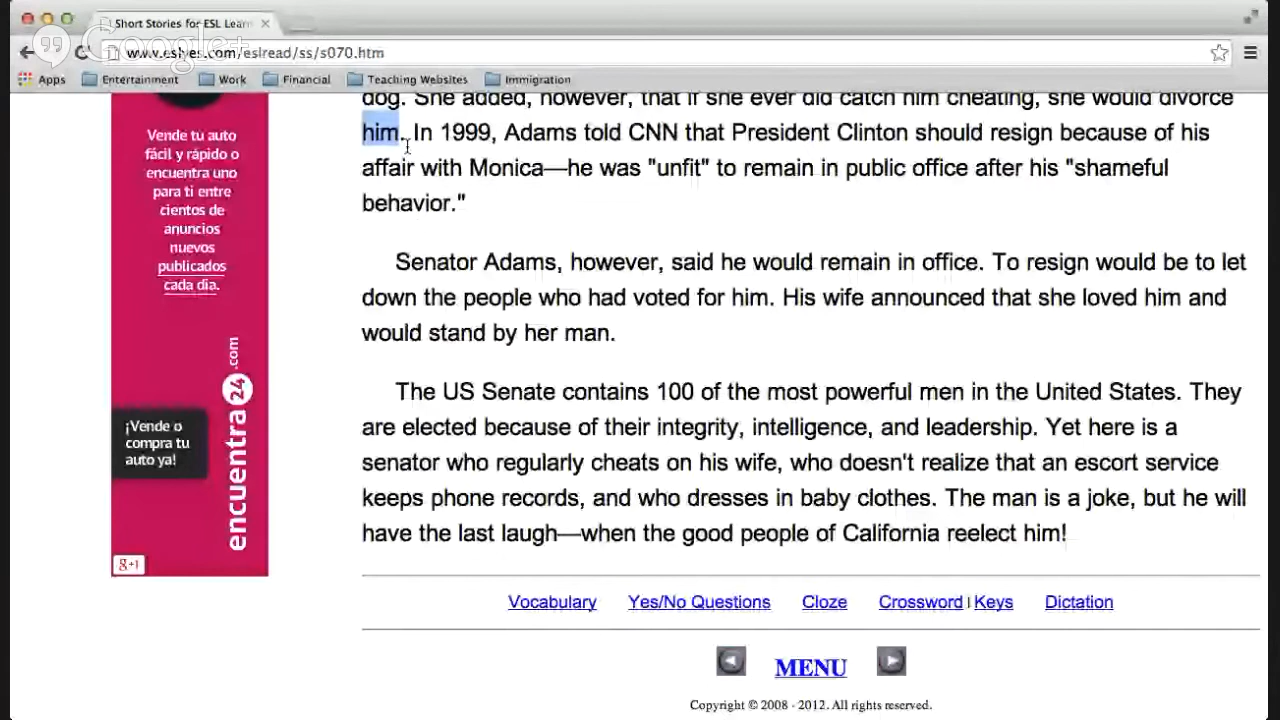 Short Stories for ESL Lear
Google+
www.eslyes.com/eslread/ss/s070.htm
Apps Entertainment Work Financial Teaching Websites Immigration
dog. She added, however, that if she ever did catch him cheating, she would divorce
him. In 1999, Adams told CNN that President Clinton should resign because of his
affair with Monica—he was "unfit" to remain in public office after his "shameful
behavior."
Senator Adams, however, said he would remain in office. To resign would be to let
down the people who had voted for him. His wife announced that she loved him and
would stand by her man.
The US Senate contains 100 of the most powerful men in the United States. They
are elected because of their integrity, intelligence, and leadership. Yet here is a
senator who regularly cheats on his wife, who doesn't realize that an escort service
keeps phone records, and who dresses in baby clothes. The man is a joke, but he will
have the last laugh—when the good people of California reelect him!
Vocabulary Yes/No Questions Cloze Crossword | Keys Dictation
MENU
Copyright © 2008 - 2012. All rights reserved.
Vende tu auto
fácil y rápido o
encuentra uno
para ti entre
cientos de
anuncios
nuevos
publicados
cada día.
¡Vende o
compra tu
auto ya!
encuentra24.com
g+1